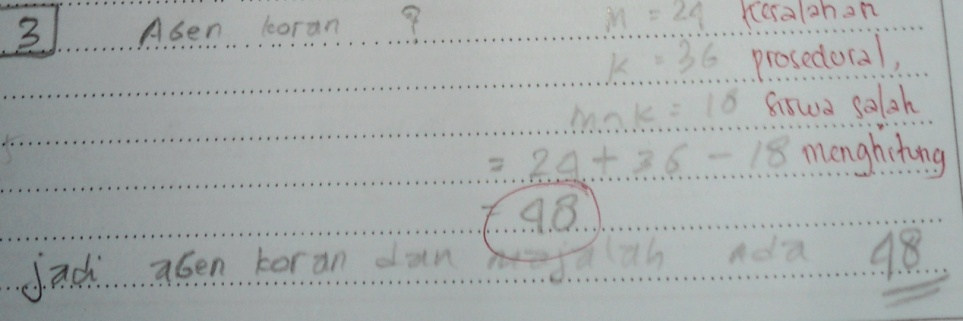 3 Agen koran ? M = 24 Kesalahan
K = 36 prosedural,
M∩K = 18 siswa salah
= 24 + 36 - 18 menghitung
= 48
jadi agen koran dan majalah ada 48